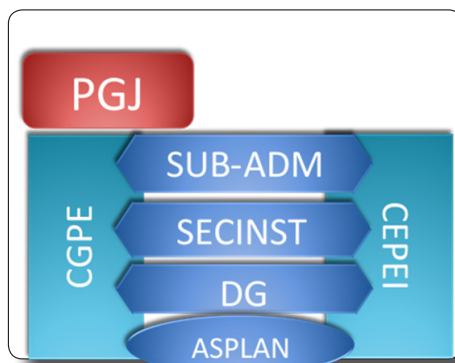 PGJ
CGPE
SUB-ADM
SECINST
DG
ASPLAN
CEPEI